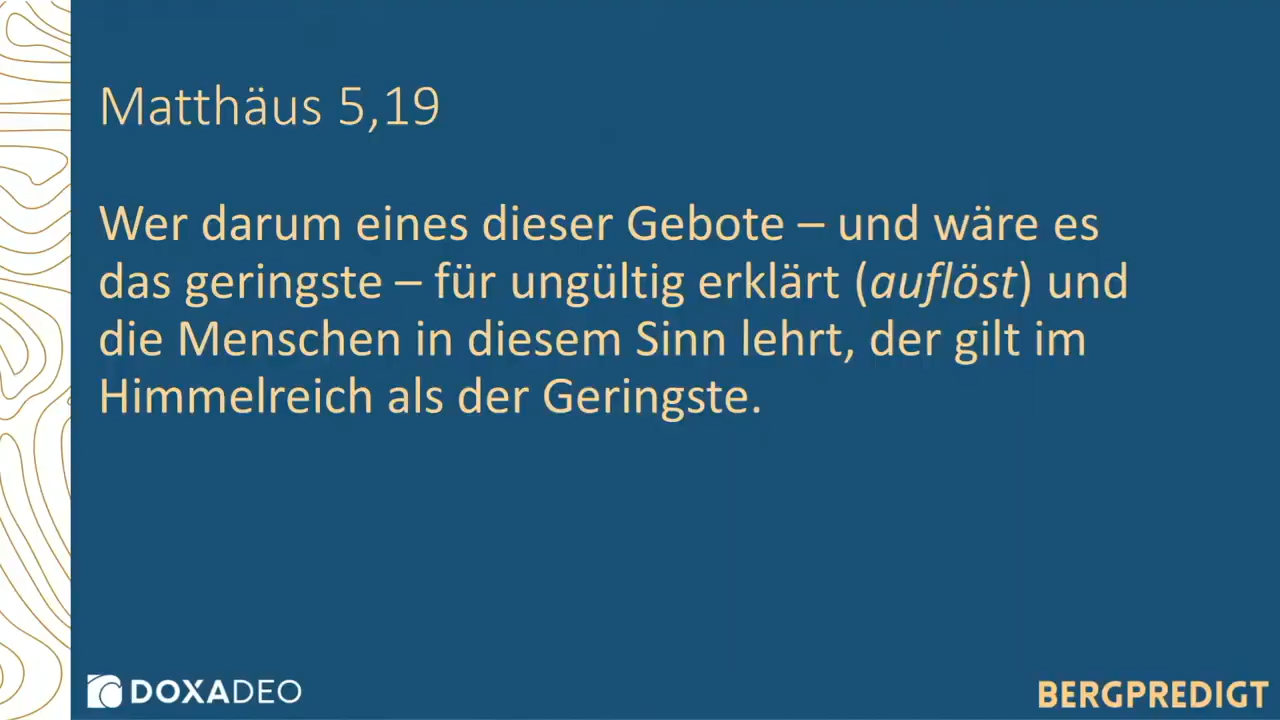 Matthäus 5,19
Wer darum eines dieser Gebote – und wäre es
das geringste – für ungültig erklärt (auflöst) und
die Menschen in diesem Sinn lehrt, der gilt im
Himmelreich als der Geringste.
DOXADEO
BERGPREDIGT